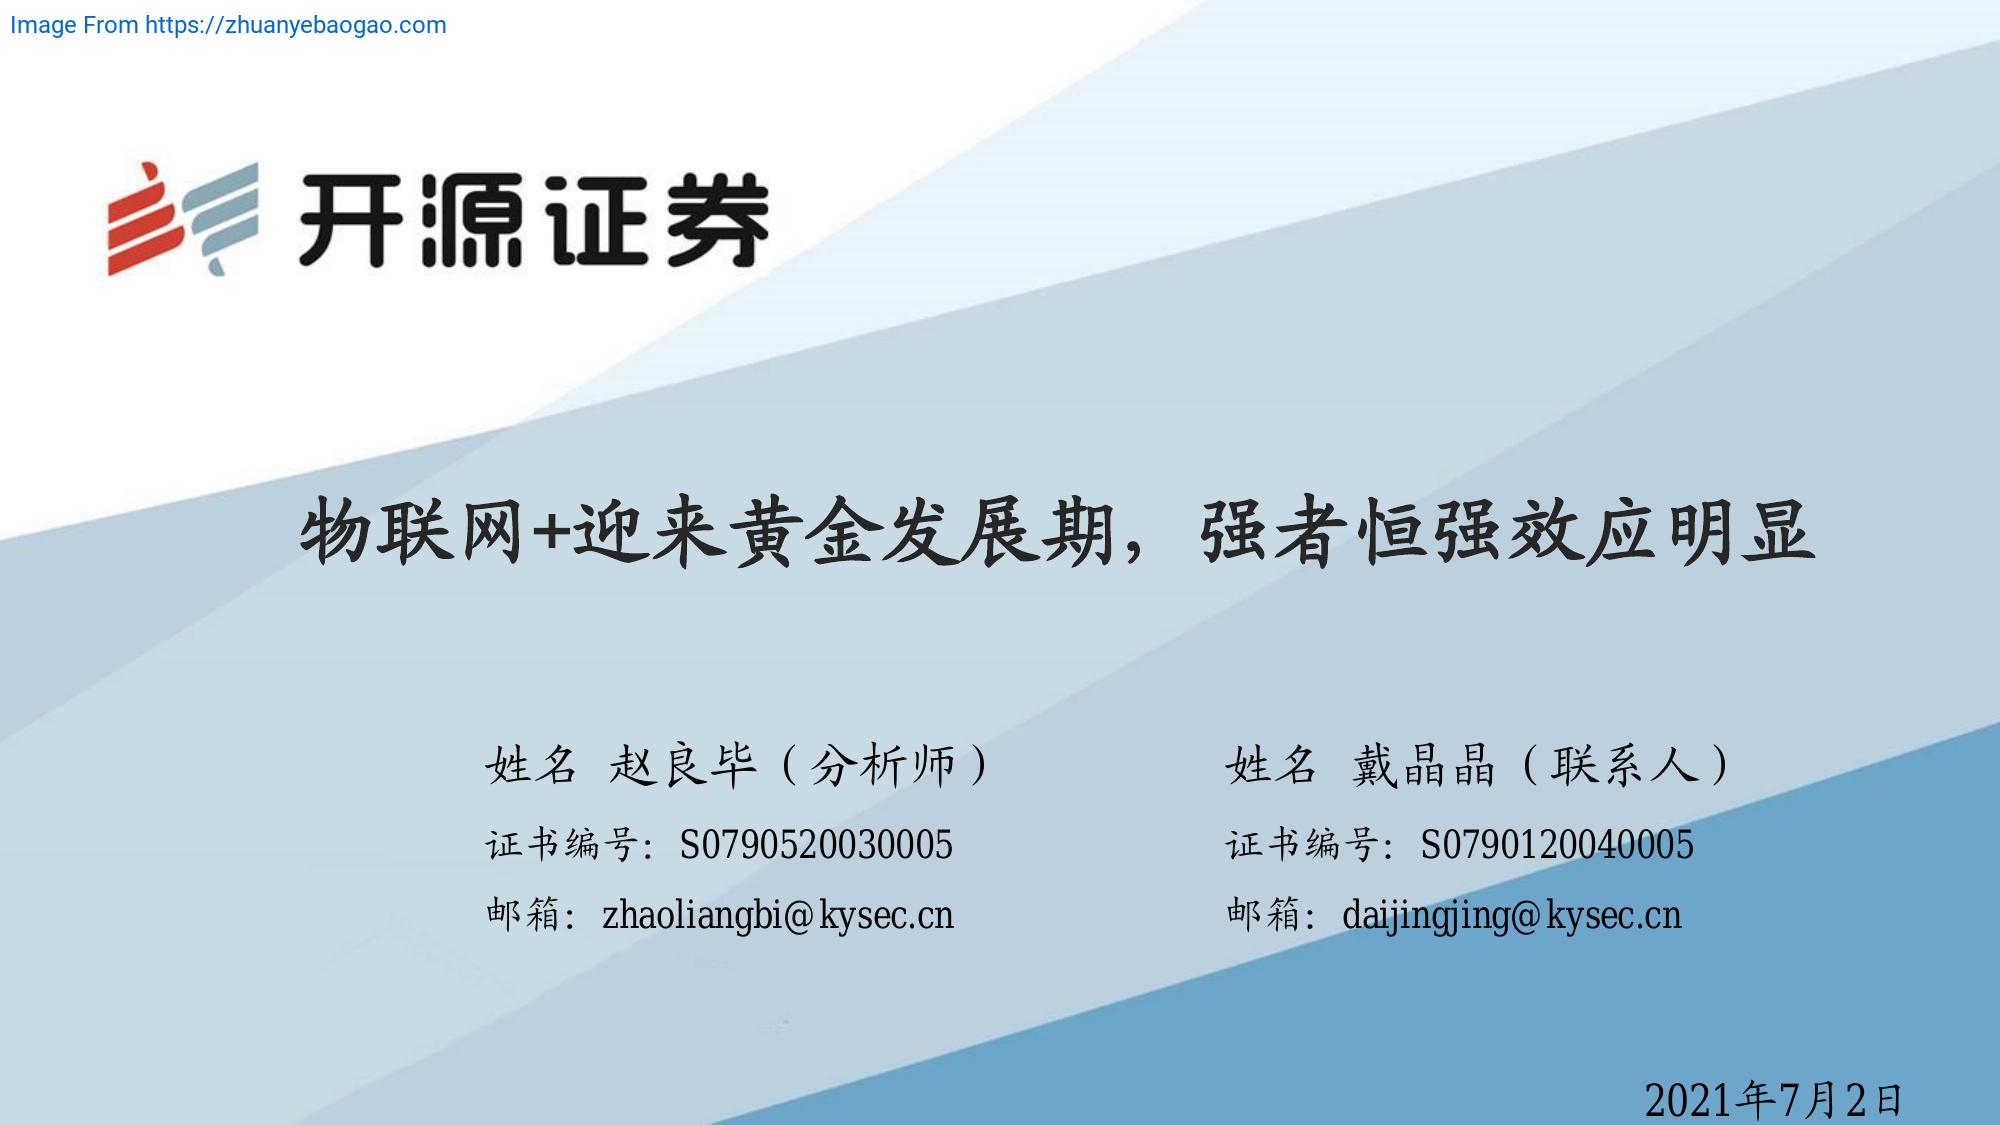 Image From https://zhuanyebaogao.com
开源证券
物联网+迎来黄金发展期，强者恒强效应明显
姓名 赵良毕（分析师）
证书编号：S0790520030005
邮箱：zhaoliangbi@kysec.cn
姓名 戴晶晶（联系人）
证书编号：S0790120040005
邮箱：daijingjing@kysec.cn
2021年7月2日